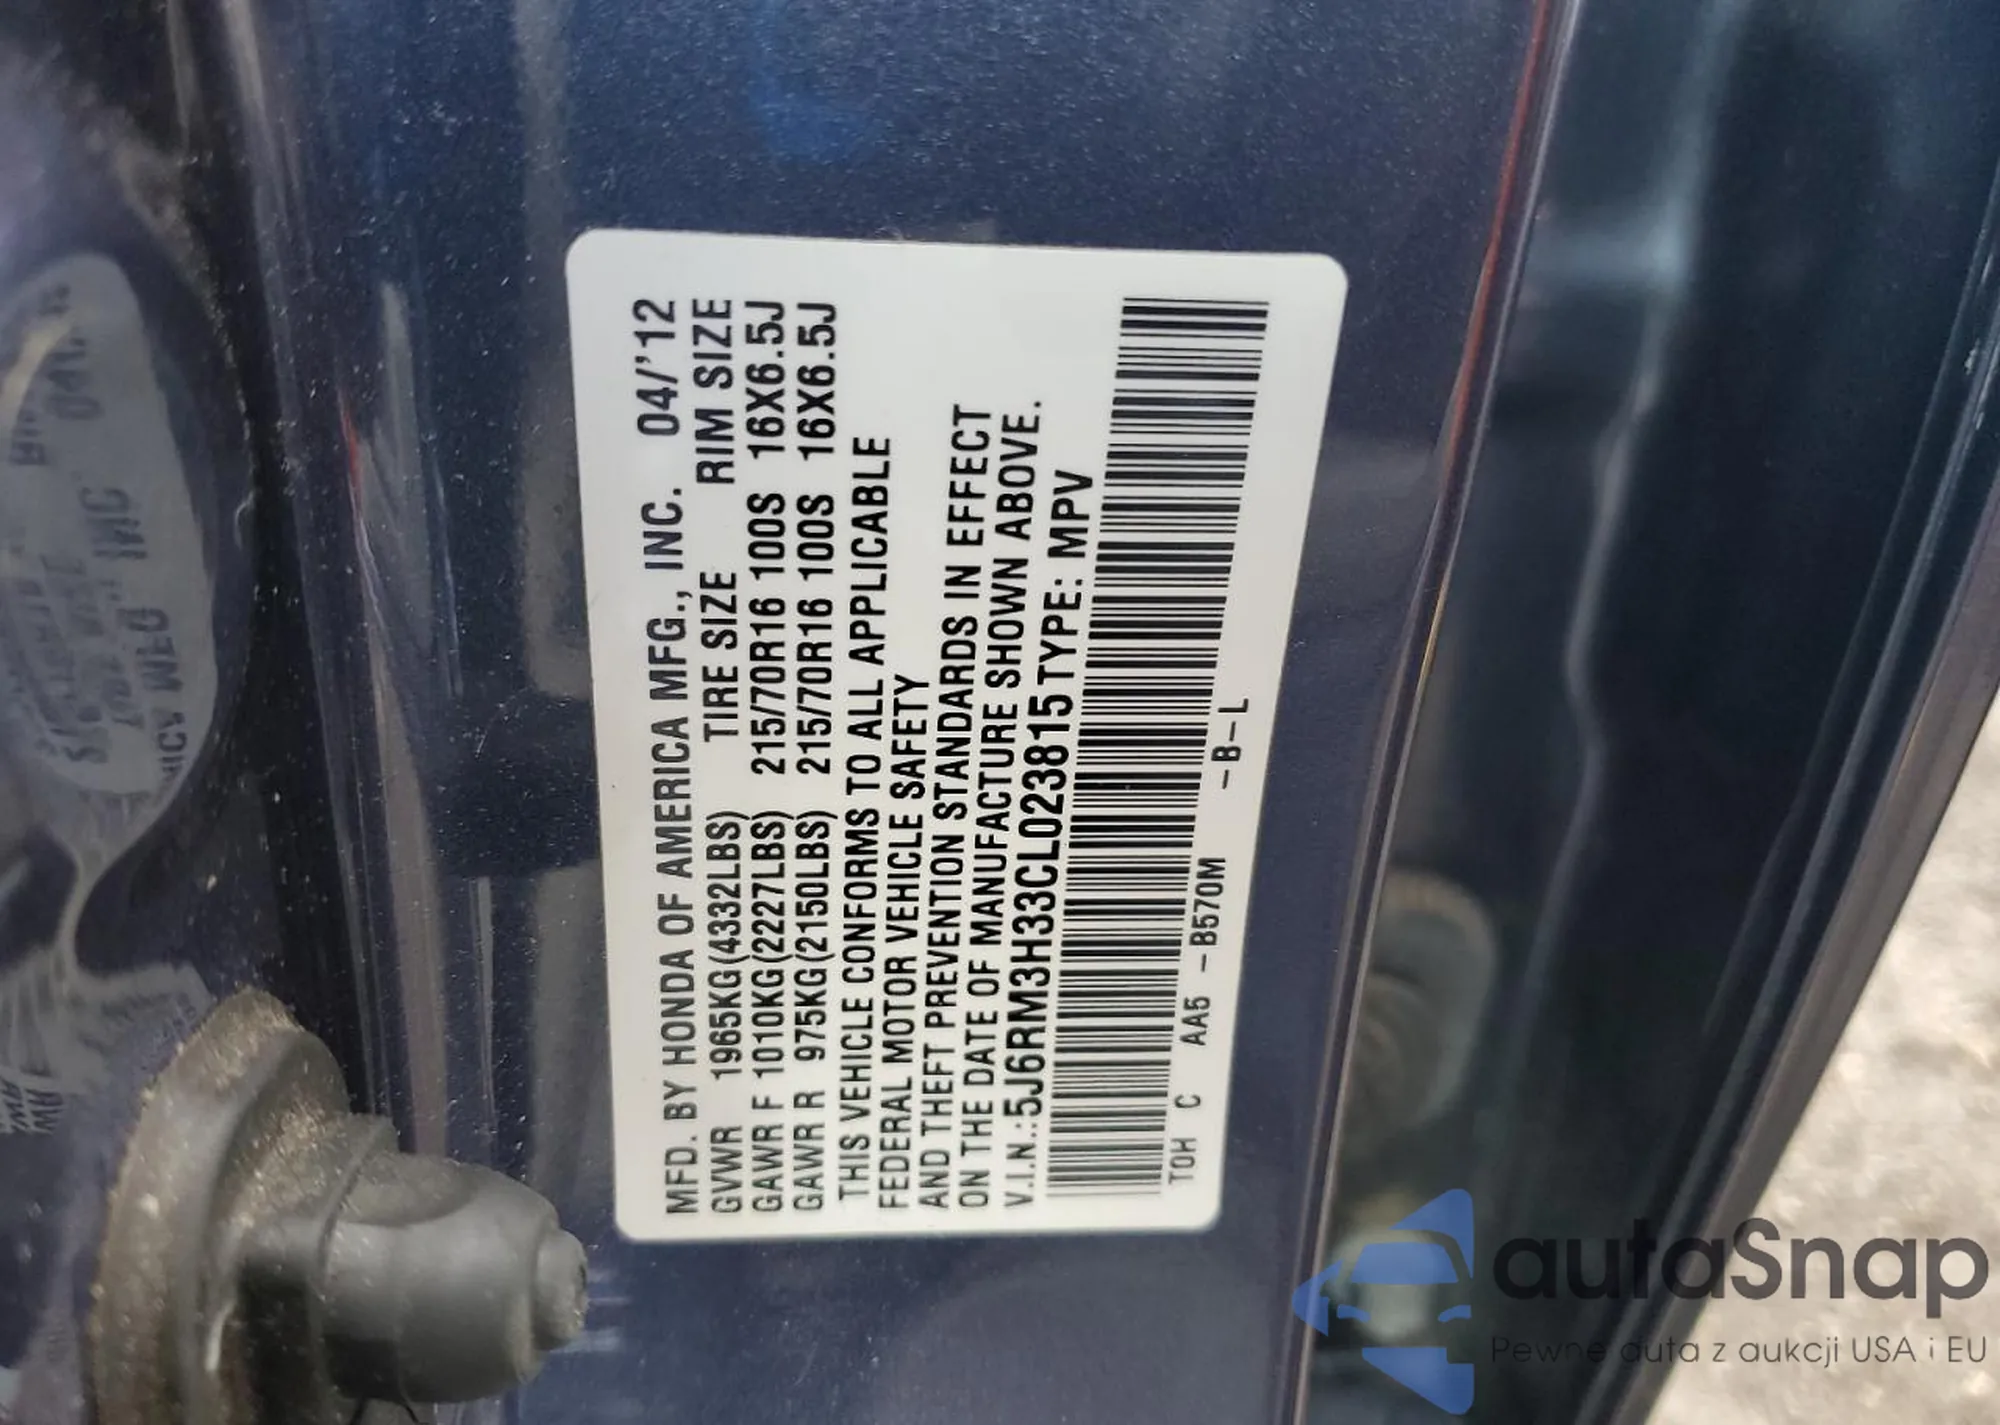 MFD. BY HONDA OF AMERICA MFG., INC. 04/'12
GVWR 1965KG(4332LBS) TIRE SIZE RIM SIZE
GAWR F 1010KG(2227LBS) 215/70R16 100S 16X6.5J
GAWR R 975KG(2150LBS) 215/70R16 100S 16X6.5J
THIS VEHICLE CONFORMS TO ALL APPLICABLE
FEDERAL MOTOR VEHICLE SAFETY
AND THEFT PREVENTION STANDARDS IN EFFECT
ON THE DATE OF MANUFACTURE SHOWN ABOVE.
V.I.N.:5J6RM3H33CL023815 TYPE: MPV
TOH C AA5 -B570M -B-L
autaSnap
Pewne auta z aukcji USA i EU